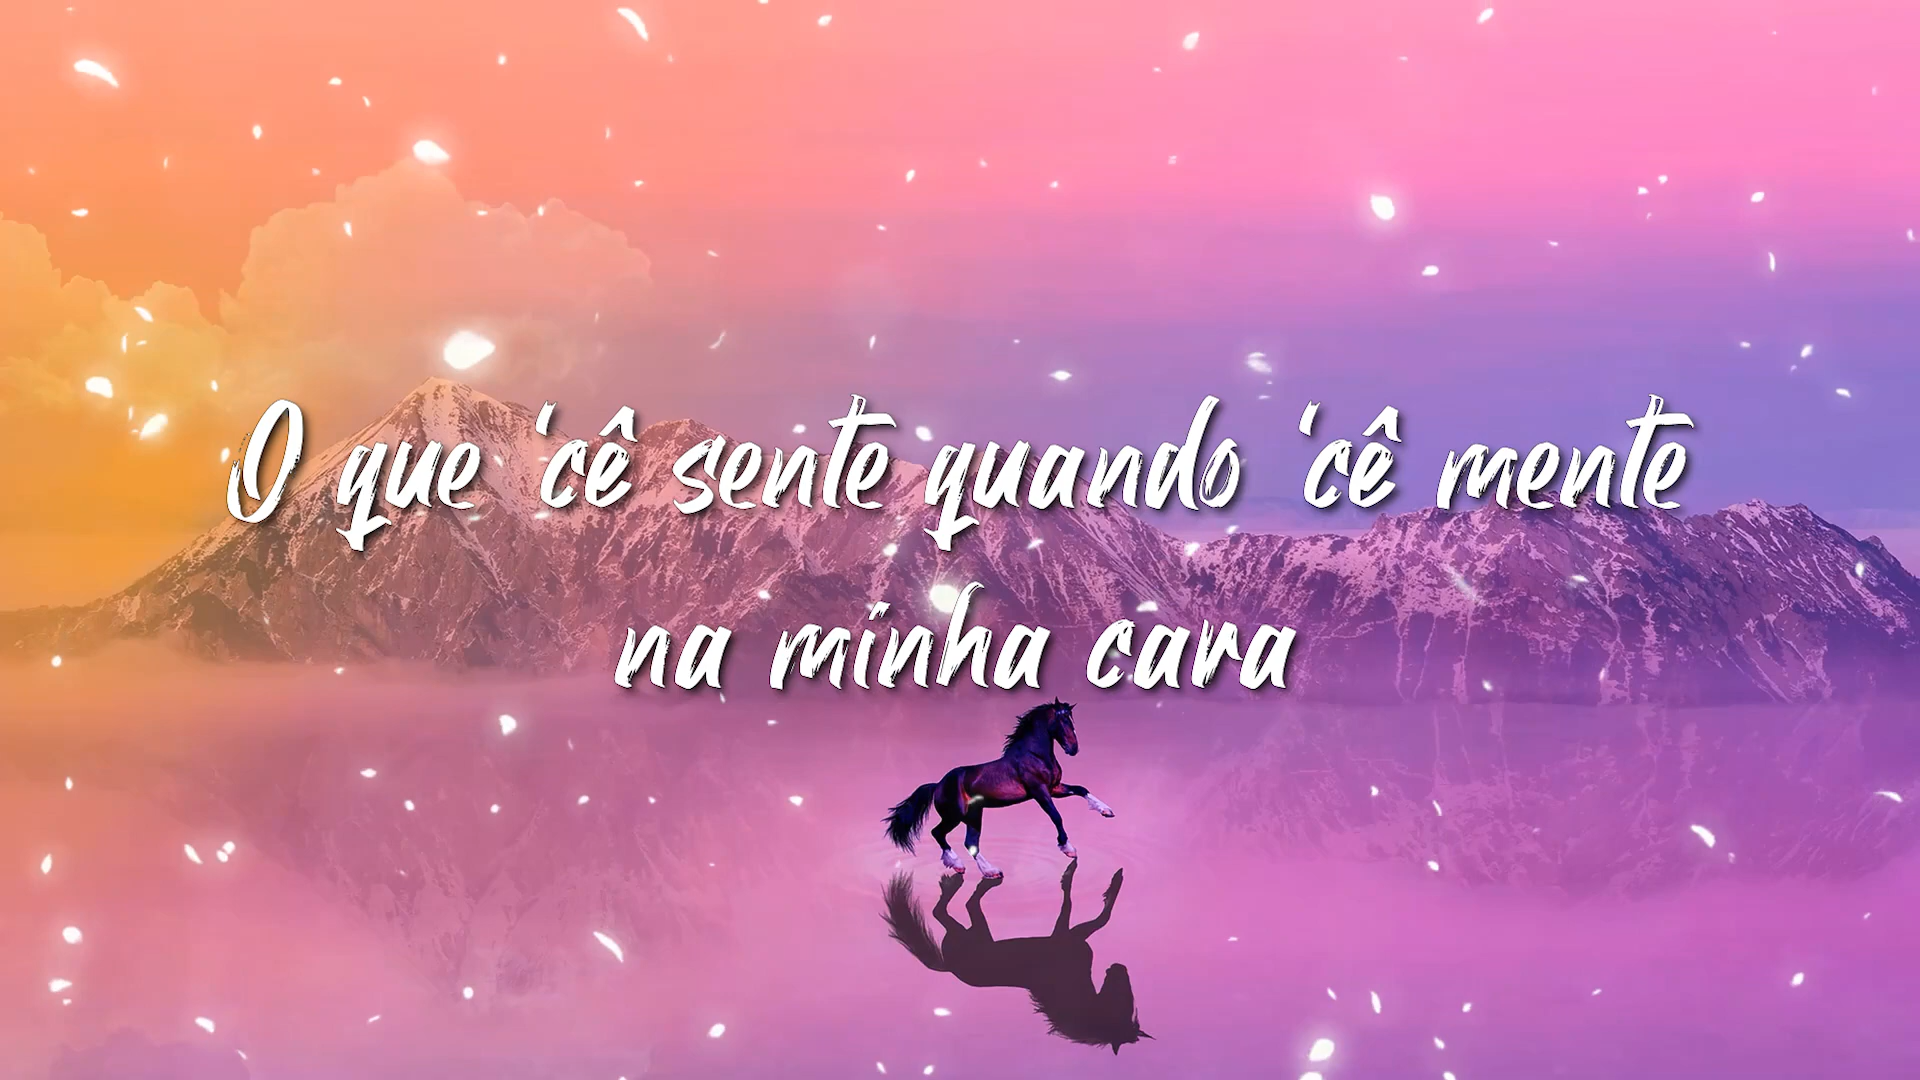 O que ‘cê sente quando ‘cê mente
na minha cara